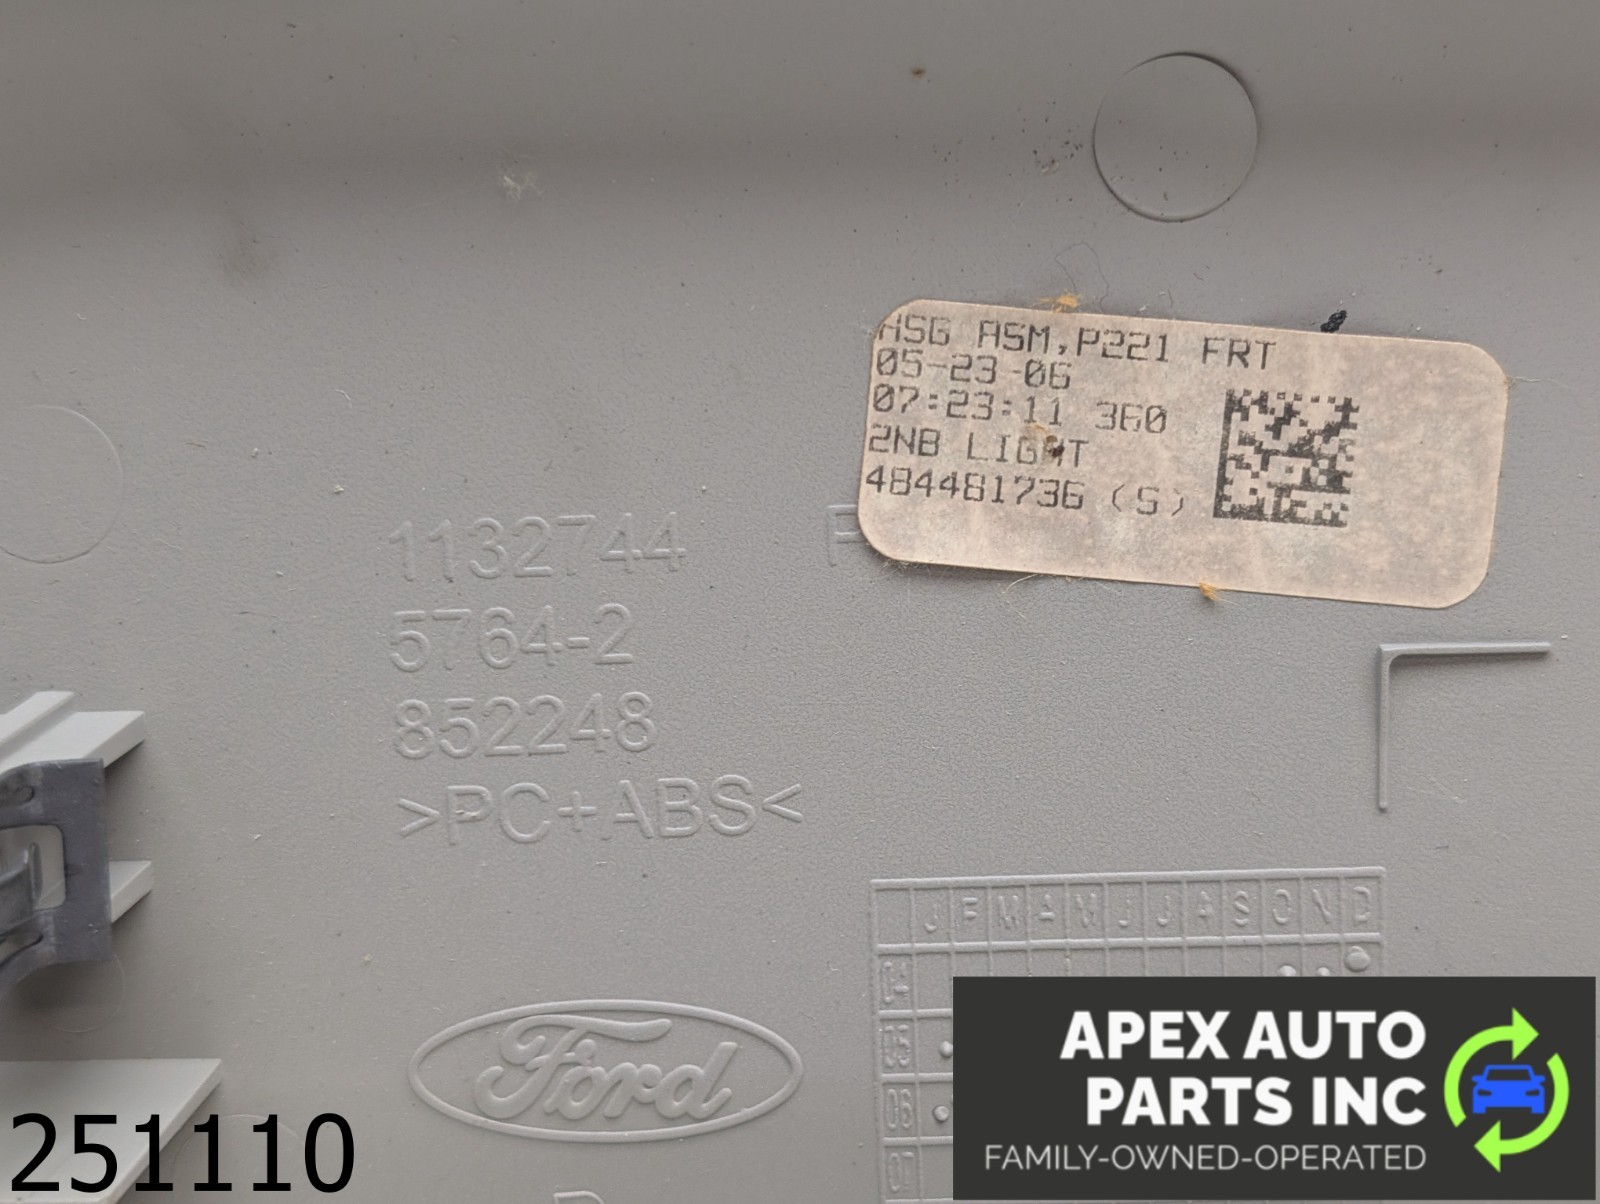 HSG ASM,P221 FRT
05-23-06
07:23:11 360
2NB LIGHT
484481736 (S)
1132744
5764-2
852248
>PC+ABS<
J F M A M J J A S O N D
04
05
06
07
Ford
251110
APEX AUTO
PARTS INC
FAMILY-OWNED-OPERATED